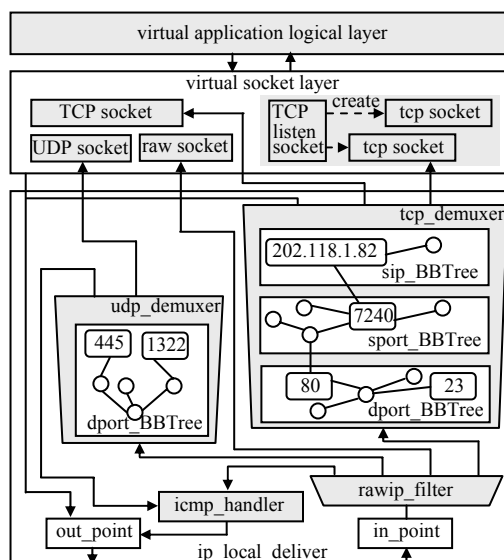 virtual application logical layer
virtual socket layer
TCP socket
UDP socket
raw socket
TCP
listen
socket
create
tcp socket
tcp socket
tcp_demuxer
202.118.1.82
sip_BBTree
7240
sport_BBTree
80
23
dport_BBTree
udp_demuxer
445
1322
dport_BBTree
rawip_filter
icmp_handler
out_point
in_point
ip_local_deliver